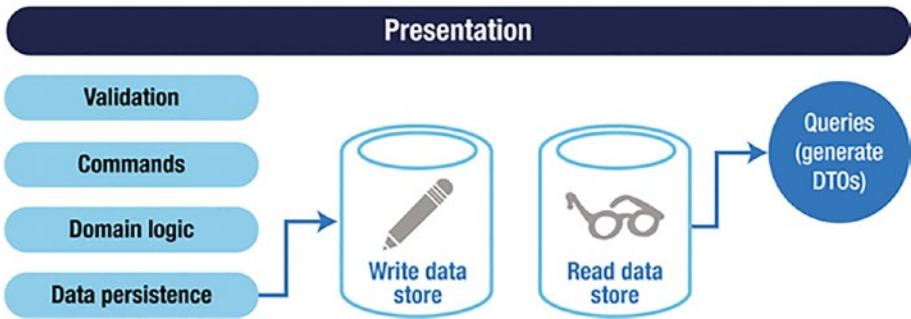 Presentation
Validation
Commands
Domain logic
Data persistence
Write data
store
Read data
store
Queries
(generate
DTOs)